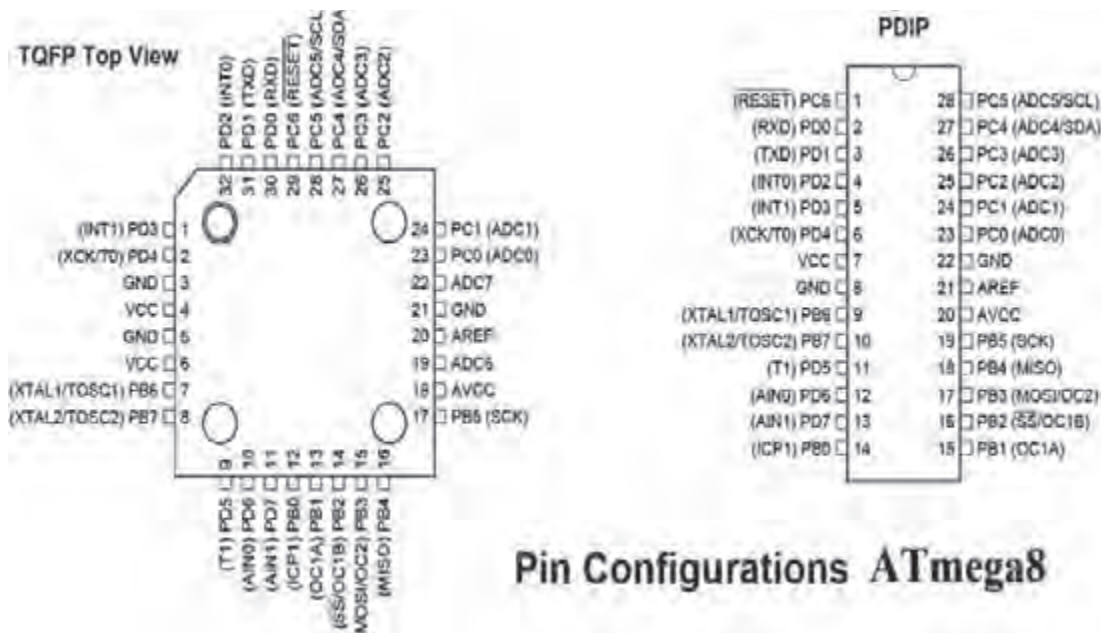 TQFP Top View
PD2 (INT0)
PD1 (TXD)
PD0 (RXD)
PC6 (RESET)
PC5 (ADC5/SCL
PC4 (ADC4/SDA)
PC3 (ADC3)
PC2 (ADC2)
32 31 30 29 28 27 26 25
(INT1) PD3 1
(XCK/T0) PD4 2
GND 3
VCC 4
GND 5
VCC 6
(XTAL1/TOSC1) PB6 7
(XTAL2/TOSC2) PB7 8
24 PC1 (ADC1)
23 PC0 (ADC0)
22 ADC7
21 GND
20 AREF
19 ADC6
18 AVCC
17 PB5 (SCK)
9 10 11 12 13 14 15 16
(T1) PD5
(AIN0) PD6
(AIN1) PD7
(ICP1) PB0
(OC1A) PB1
(SS/OC1B) PB2
MOSI/OC2) PB3
(MISO) PB4
PDIP
(RESET) PC6 1 28 PC5 (ADC5/SCL)
(RXD) PD0 2 27 PC4 (ADC4/SDA)
(TXD) PD1 3 26 PC3 (ADC3)
(INT0) PD2 4 25 PC2 (ADC2)
(INT1) PD3 5 24 PC1 (ADC1)
(XCK/T0) PD4 6 23 PC0 (ADC0)
VCC 7 22 GND
GND 8 21 AREF
(XTAL1/TOSC1) PB6 9 20 AVCC
(XTAL2/TOSC2) PB7 10 19 PB5 (SCK)
(T1) PD5 11 18 PB4 (MISO)
(AIN0) PD6 12 17 PB3 (MOSI/OC2)
(AIN1) PD7 13 16 PB2 (SS/OC1B)
(ICP1) PB0 14 15 PB1 (OC1A)
Pin Configurations ATmega8